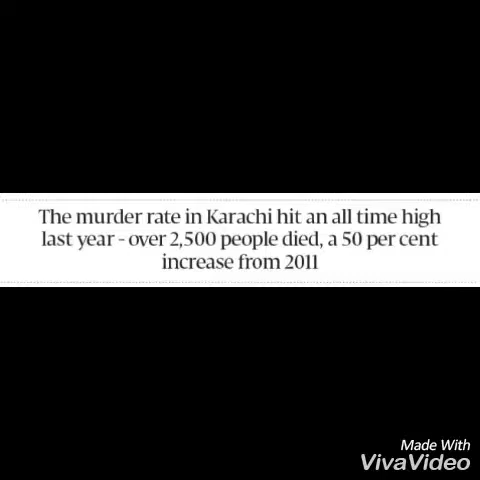 The murder rate in Karachi hit an all time high
last year - over 2,500 people died, a 50 per cent
increase from 2011
Made With
VivaVideo